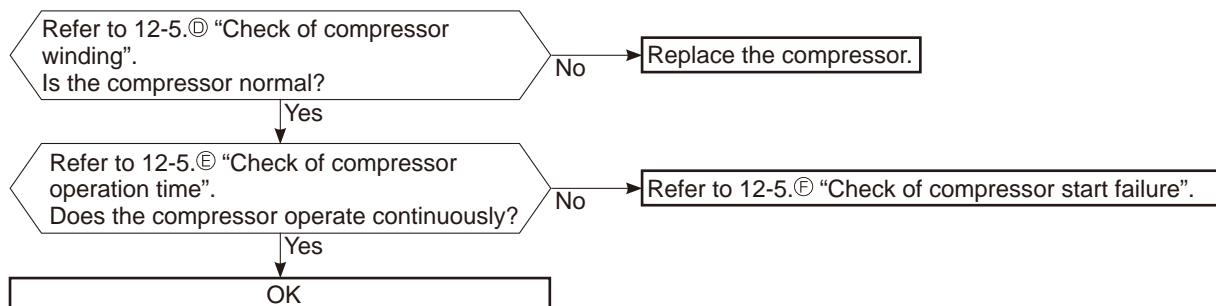 Refer to 12-5.Ⓓ “Check of compressor
winding”.
Is the compressor normal?
No
Replace the compressor.
Yes
Refer to 12-5.Ⓔ “Check of compressor
operation time”.
Does the compressor operate continuously?
No
Refer to 12-5.Ⓕ “Check of compressor start failure”.
Yes
OK